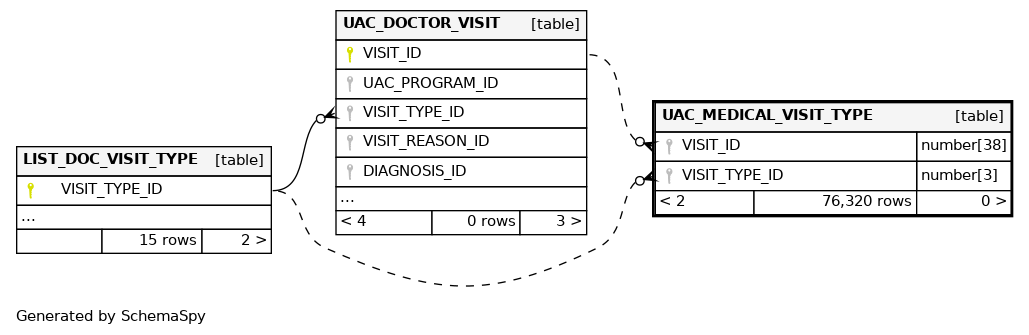 UAC_DOCTOR_VISIT [table]
VISIT_ID
UAC_PROGRAM_ID
VISIT_TYPE_ID
VISIT_REASON_ID
DIAGNOSIS_ID
...
< 4 0 rows 3 >
UAC_MEDICAL_VISIT_TYPE [table]
VISIT_ID number[38]
VISIT_TYPE_ID number[3]
< 2 76,320 rows 0 >
LIST_DOC_VISIT_TYPE [table]
VISIT_TYPE_ID
...
15 rows 2 >
Generated by SchemaSpy